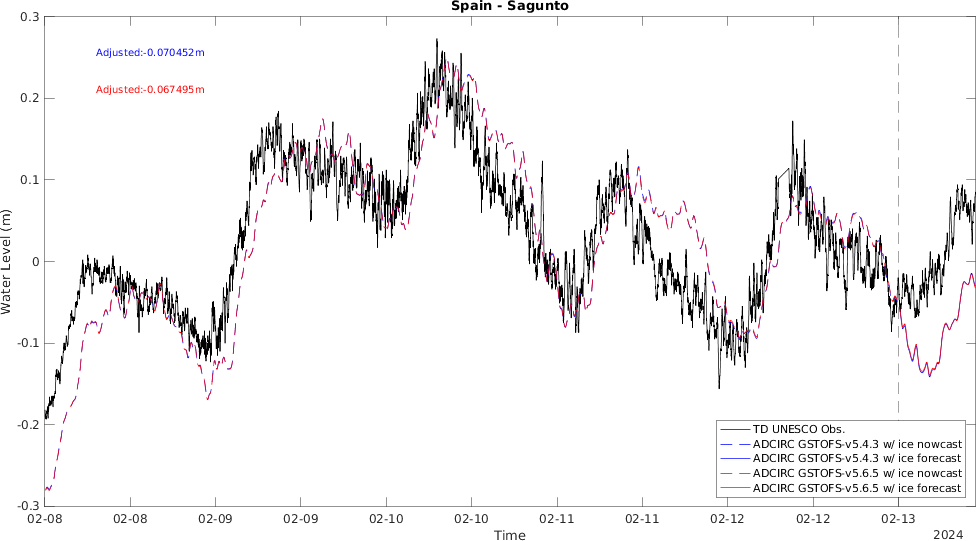 Spain - Sagunto
Adjusted:-0.070452m
Adjusted:-0.067495m
Water Level (m)
0.3
0.2
0.1
0
-0.1
-0.2
-0.3
TD UNESCO Obs.
ADCIRC GSTOFS-v5.4.3 w/ ice nowcast
ADCIRC GSTOFS-v5.4.3 w/ ice forecast
ADCIRC GSTOFS-v5.6.5 w/ ice nowcast
ADCIRC GSTOFS-v5.6.5 w/ ice forecast
02-08 02-08 02-09 02-09 02-10 02-10 02-11 02-11 02-12 02-12 02-13
Time
2024